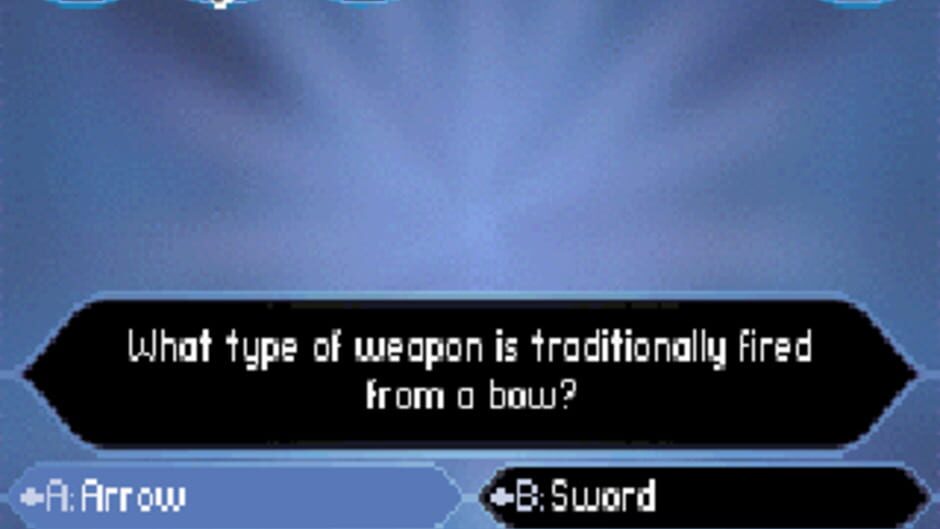 What type of weapon is traditionally fired
from a bow?
A: Arrow
B: Sword